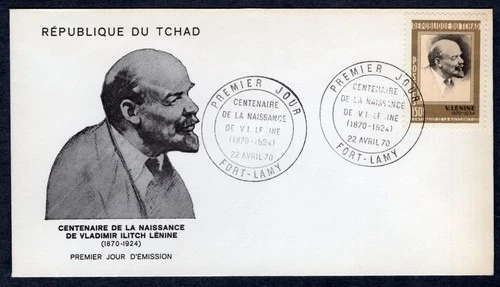 RÉPUBLIQUE DU TCHAD
CENTENAIRE DE LA NAISSANCE
DE VLADIMIR ILITCH LÉNINE
(1870-1924)
PREMIER JOUR D'ÉMISSION
PREMIER JOUR
CENTENAIRE
DE LA NAISSANCE
(1870-1924)
22 AVRIL 70
FORT-LAMY
PREMIER JOUR
CENTENAIRE
DE LA NAISSANCE
(1870-1924)
22 AVRIL 70
FORT-LAMY
REPUBLIQUE DU TCHAD
V. LENINE
1870-1924